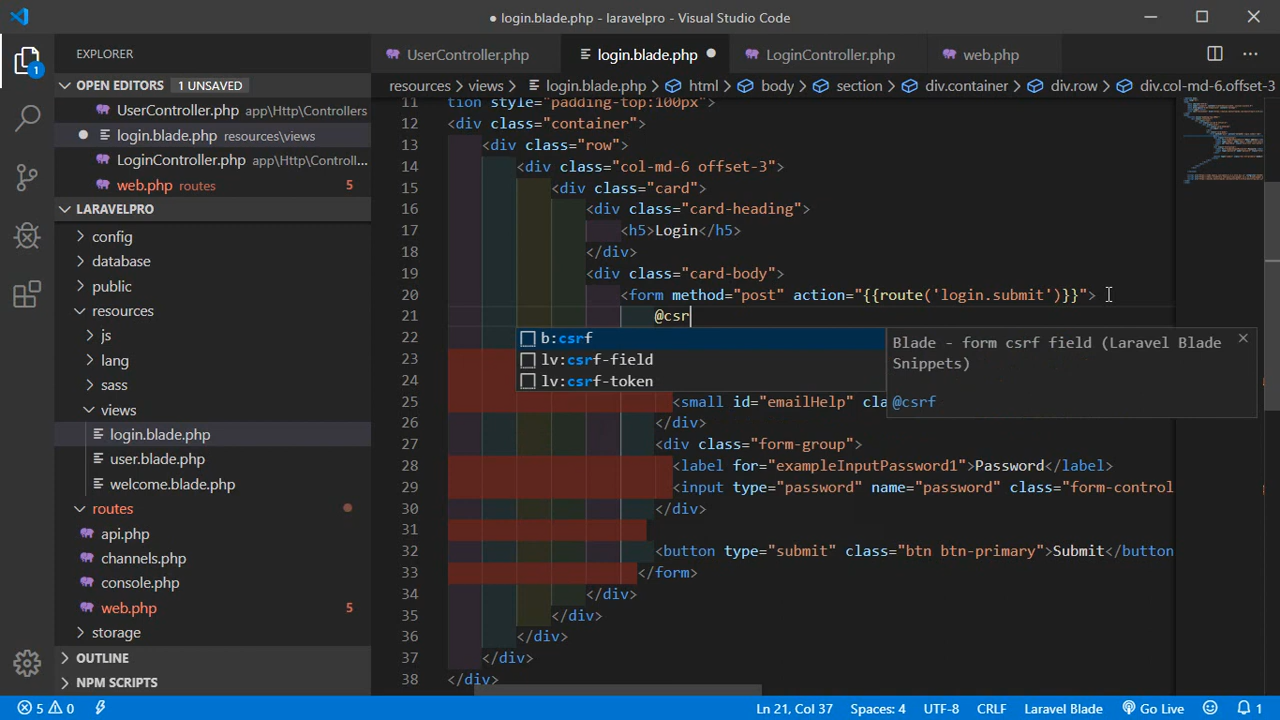 ● login.blade.php - laravelpro - Visual Studio Code
EXPLORER
OPEN EDITORS 1 UNSAVED
UserController.php app\Http\Controllers
login.blade.php resources\views
LoginController.php app\Http\Controll...
web.php routes 5
LARAVELPRO
config
database
public
resources
js
lang
sass
views
login.blade.php
user.blade.php
welcome.blade.php
routes
api.php
channels.php
console.php
web.php 5
storage
OUTLINE
NPM SCRIPTS
1
UserController.php login.blade.php LoginController.php web.php
resources > views > login.blade.php > html > body > section > div.container > div.row > div.col-md-6.offset-3
11 tion style="padding-top:100px">
12 <div class="container">
13 <div class="row">
14 <div class="col-md-6 offset-3">
15 <div class="card">
16 <div class="card-heading">
17 <h5>Login</h5>
18 </div>
19 <div class="card-body">
20 <form method="post" action="{{route('login.submit')}}">
21 @csr
22
23
24
25 <small id="emailHelp" cla
26 </div>
27 <div class="form-group">
28 <label for="exampleInputPassword1">Password</label>
29 <input type="password" name="password" class="form-control
30 </div>
31
32 <button type="submit" class="btn btn-primary">Submit</button
33 </form>
34 </div>
35 </div>
36 </div>
37 </div>
38 </div>
b:csrf
lv:csrf-field
lv:csrf-token
Blade - form csrf field (Laravel Blade
Snippets)
@csrf
5 0
Ln 21, Col 37 Spaces: 4 UTF-8 CRLF Laravel Blade Go Live 1